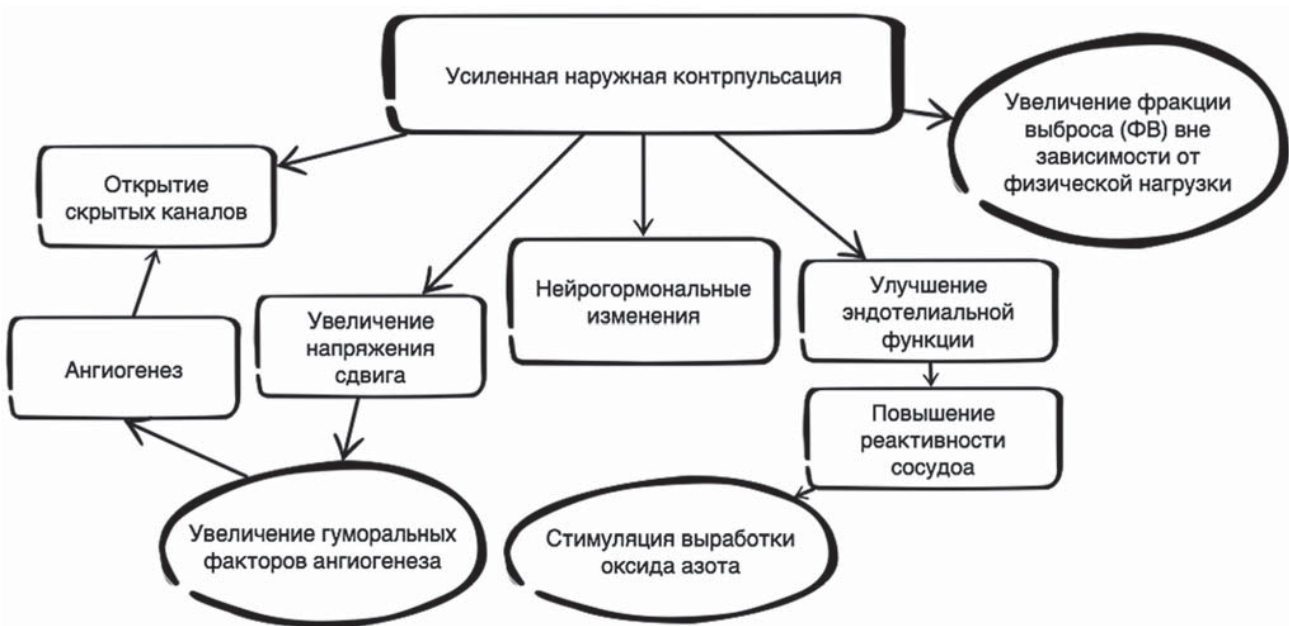 Усиленная наружная контрпульсация
Увеличение фракции
выброса (ФВ) вне
зависимости от
физической нагрузки
Открытие
скрытых каналов
Нейрогормональные
изменения
Улучшение
эндотелиальной
функции
Увеличение
напряжения
сдвига
Ангиогенез
Повышение
реактивности
сосудоа
Увеличение гуморальных
факторов ангиогенеза
Стимуляция выработки
оксида азота